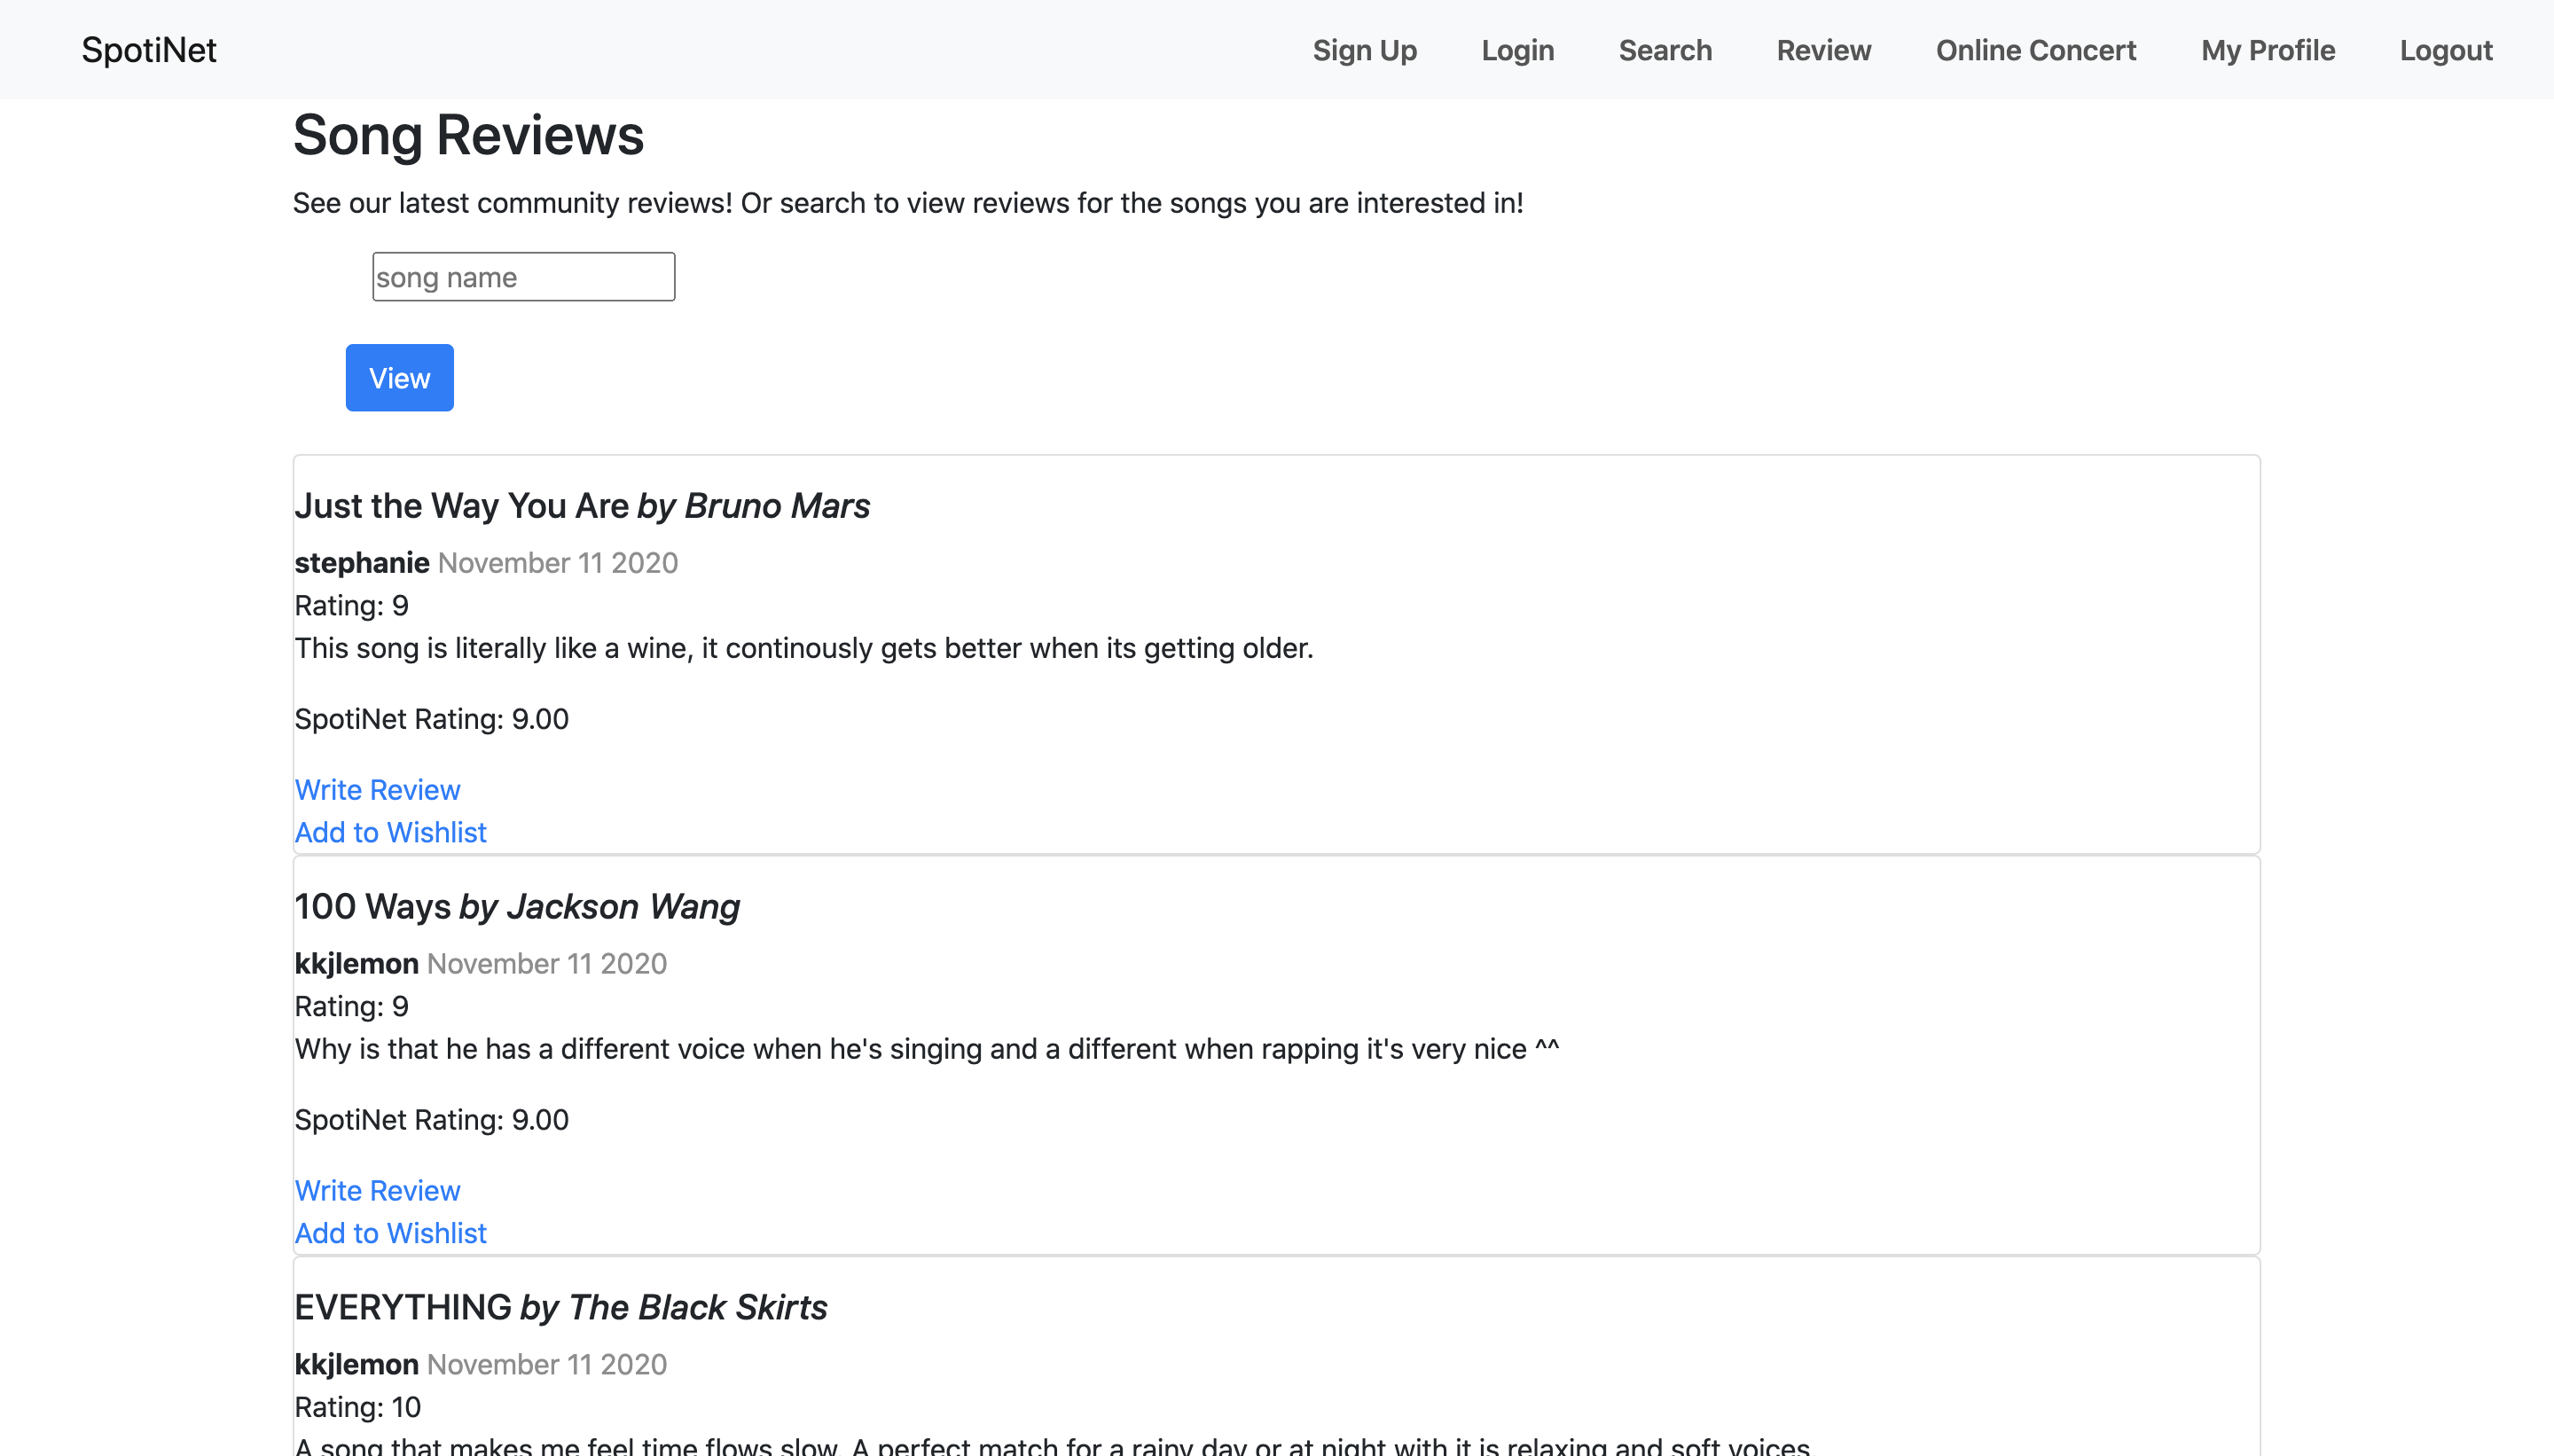 SpotiNet
Sign Up Login Search Review Online Concert My Profile Logout
Song Reviews
See our latest community reviews! Or search to view reviews for the songs you are interested in!
song name
View
Just the Way You Are by Bruno Mars
stephanie November 11 2020
Rating: 9
This song is literally like a wine, it continously gets better when its getting older.
SpotiNet Rating: 9.00
Write Review
Add to Wishlist
100 Ways by Jackson Wang
kkjlemon November 11 2020
Rating: 9
Why is that he has a different voice when he's singing and a different when rapping it's very nice ^^
SpotiNet Rating: 9.00
Write Review
Add to Wishlist
EVERYTHING by The Black Skirts
kkjlemon November 11 2020
Rating: 10
A song that makes me feel time flows slow. A perfect match for a rainy day or at night with it is relaxing and soft voices.